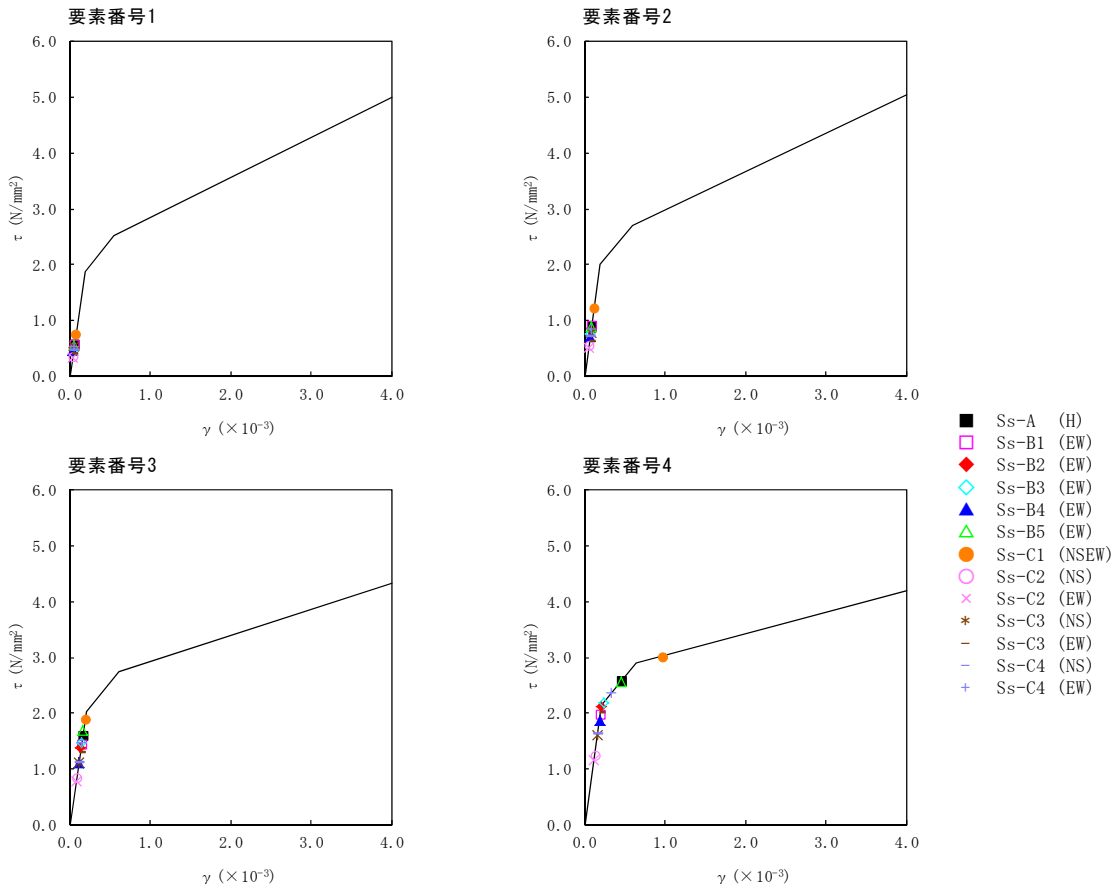 要素番号1
6.0
5.0
4.0
3.0
2.0
1.0
0.0
τ (N/mm²)
0.0 1.0 2.0 3.0 4.0
γ (×10⁻³)
要素番号2
6.0
5.0
4.0
3.0
2.0
1.0
0.0
τ (N/mm²)
0.0 1.0 2.0 3.0 4.0
γ (×10⁻³)
要素番号3
6.0
5.0
4.0
3.0
2.0
1.0
0.0
τ (N/mm²)
0.0 1.0 2.0 3.0 4.0
γ (×10⁻³)
要素番号4
6.0
5.0
4.0
3.0
2.0
1.0
0.0
τ (N/mm²)
0.0 1.0 2.0 3.0 4.0
γ (×10⁻³)
Ss-A (H)
Ss-B1 (EW)
Ss-B2 (EW)
Ss-B3 (EW)
Ss-B4 (EW)
Ss-B5 (EW)
Ss-C1 (NSEW)
Ss-C2 (NS)
Ss-C2 (EW)
Ss-C3 (NS)
Ss-C3 (EW)
Ss-C4 (NS)
Ss-C4 (EW)